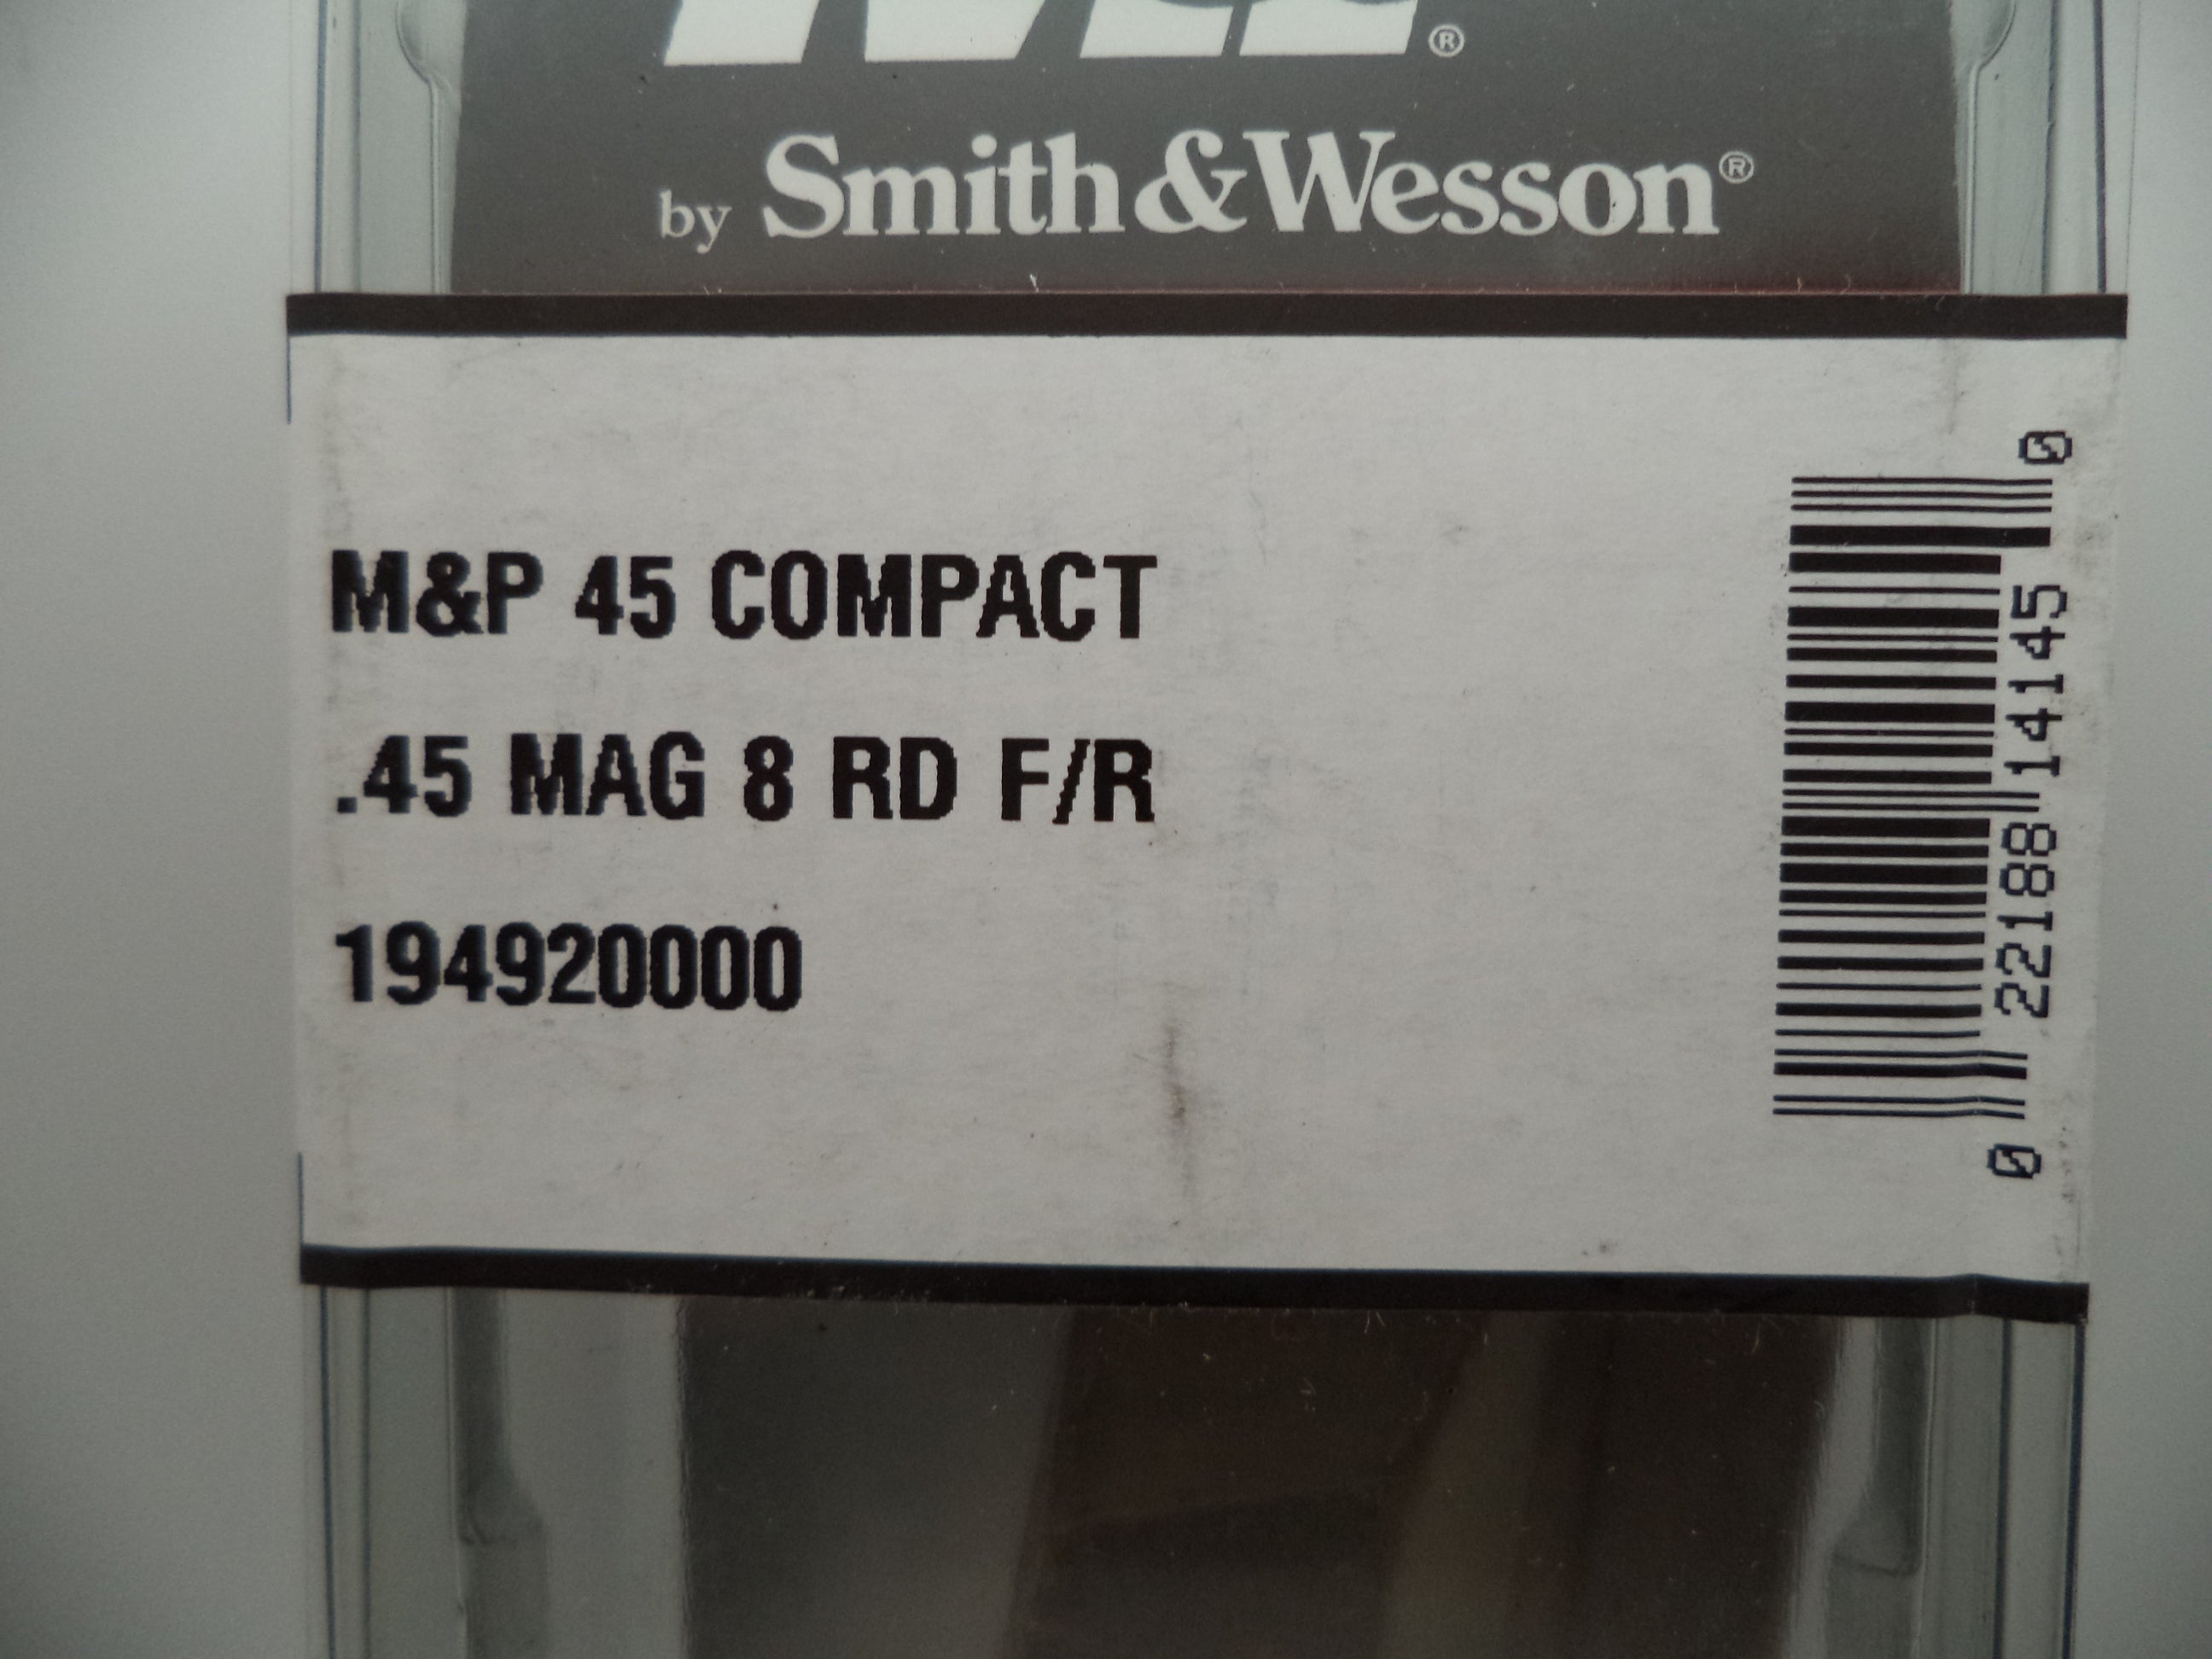 ®
by Smith & Wesson®
M&P 45 COMPACT
.45 MAG 8 RD F/R
194920000
0 22188 14145 0